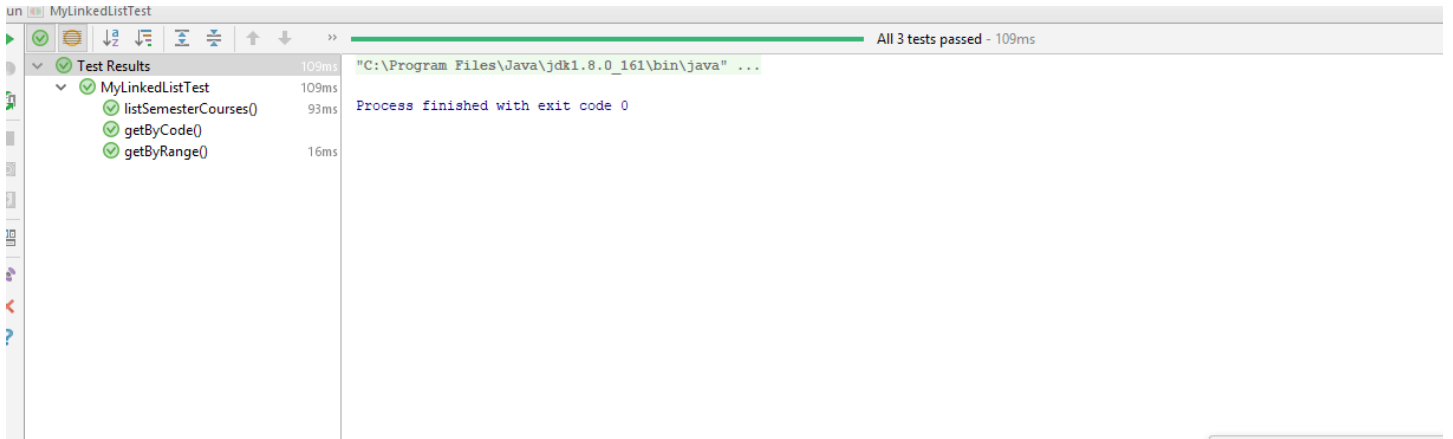 un MyLinkedListTest
All 3 tests passed - 109ms
Test Results 109ms
MyLinkedListTest 109ms
listSemesterCourses() 93ms
getByCode()
getByRange() 16ms
"C:\Program Files\Java\jdk1.8.0_161\bin\java" ...
Process finished with exit code 0